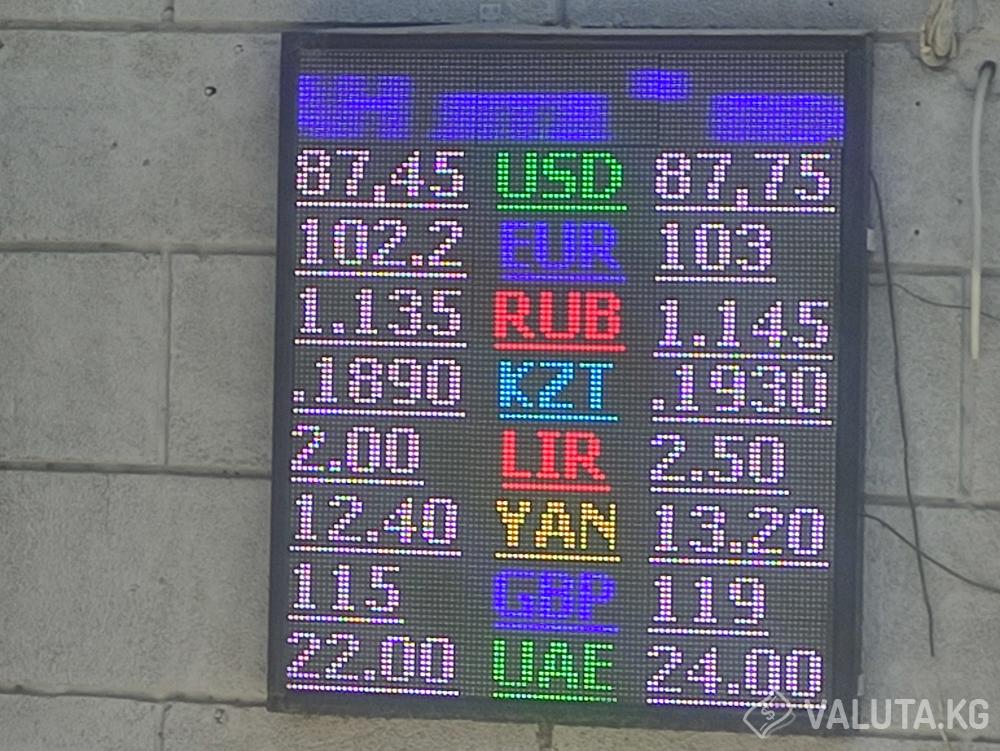 87.45 USD 87.75
102.2 EUR 103
1.135 RUB 1.145
.1890 KZT .1930
2.00 LIR 2.50
12.40 YAN 13.20
115 GBP 119
22.00 UAE 24.00
VALUTA.KG